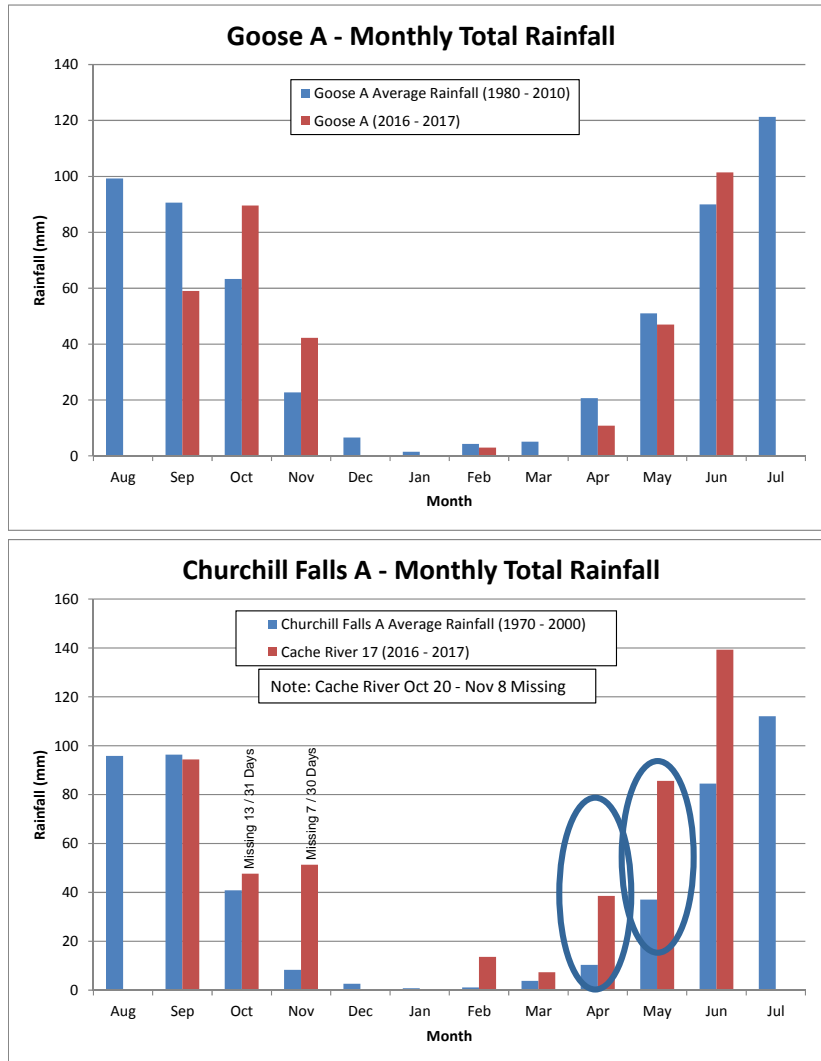 Goose A - Monthly Total Rainfall
140
Goose A Average Rainfall (1980 - 2010)
Goose A (2016 - 2017)
120
100
80
60
40
20
0
Rainfall (mm)
Aug Sep Oct Nov Dec Jan Feb Mar Apr May Jun Jul
Month
Churchill Falls A - Monthly Total Rainfall
160
Churchill Falls A Average Rainfall (1970 - 2000)
Cache River 17 (2016 - 2017)
Note: Cache River Oct 20 - Nov 8 Missing
140
120
100
80
60
40
20
0
Rainfall (mm)
Missing 13 / 31 Days
Missing 7 / 30 Days
Aug Sep Oct Nov Dec Jan Feb Mar Apr May Jun Jul
Month